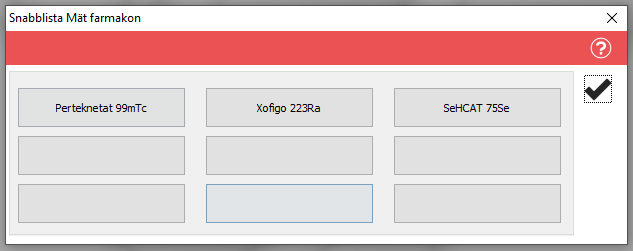 Snabblista Mät farmakon
Perteknetat 99mTc
Xofigo 223Ra
SeHCAT 75Se